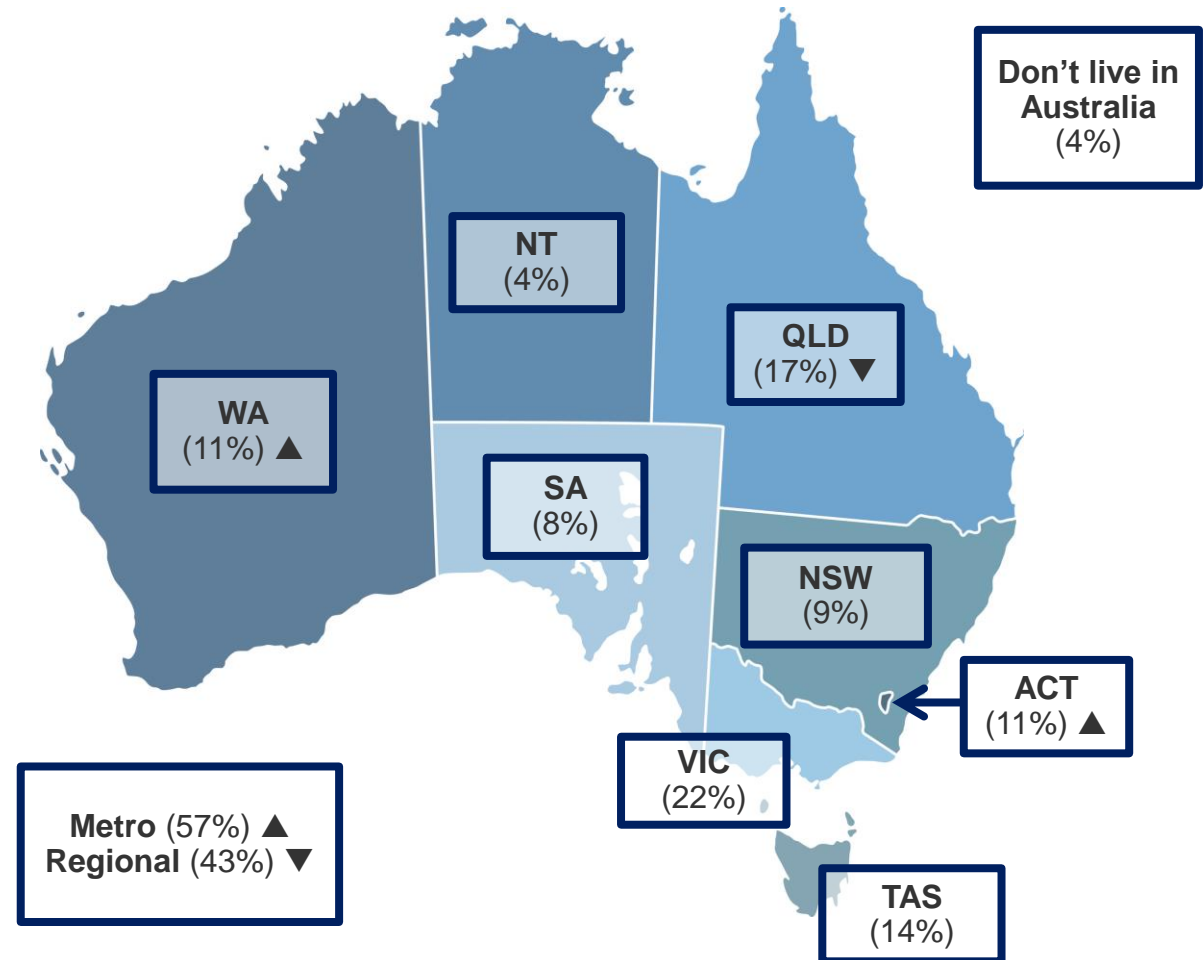 Don’t live in
Australia
(4%)
NT
(4%)
QLD
(17%) ▼
WA
(11%) ▲
SA
(8%)
NSW
(9%)
ACT
(11%) ▲
VIC
(22%)
Metro (57%) ▲
Regional (43%) ▼
TAS
(14%)